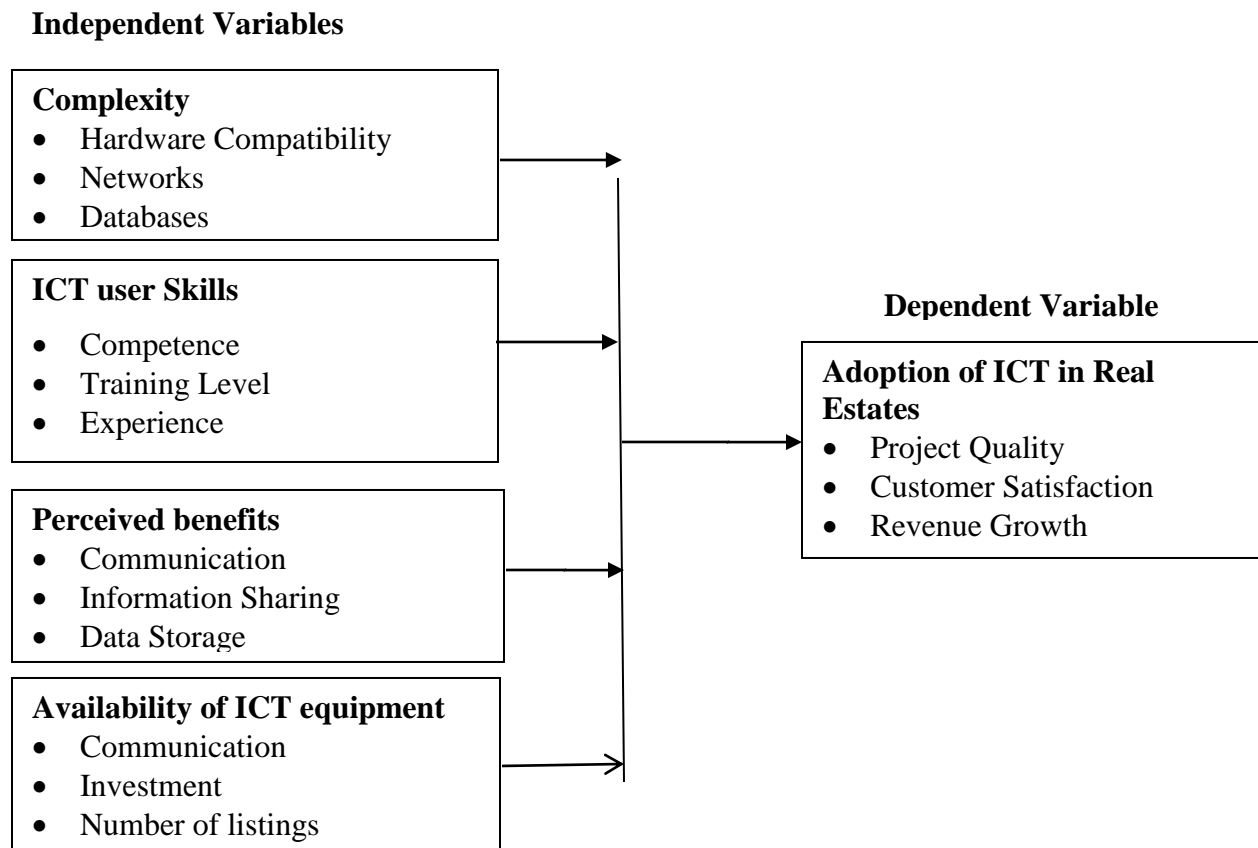 Independent Variables
Complexity
• Hardware Compatibility
• Networks
• Databases
ICT user Skills
• Competence
• Training Level
• Experience
Perceived benefits
• Communication
• Information Sharing
• Data Storage
Availability of ICT equipment
• Communication
• Investment
• Number of listings
Dependent Variable
Adoption of ICT in Real
Estates
• Project Quality
• Customer Satisfaction
• Revenue Growth